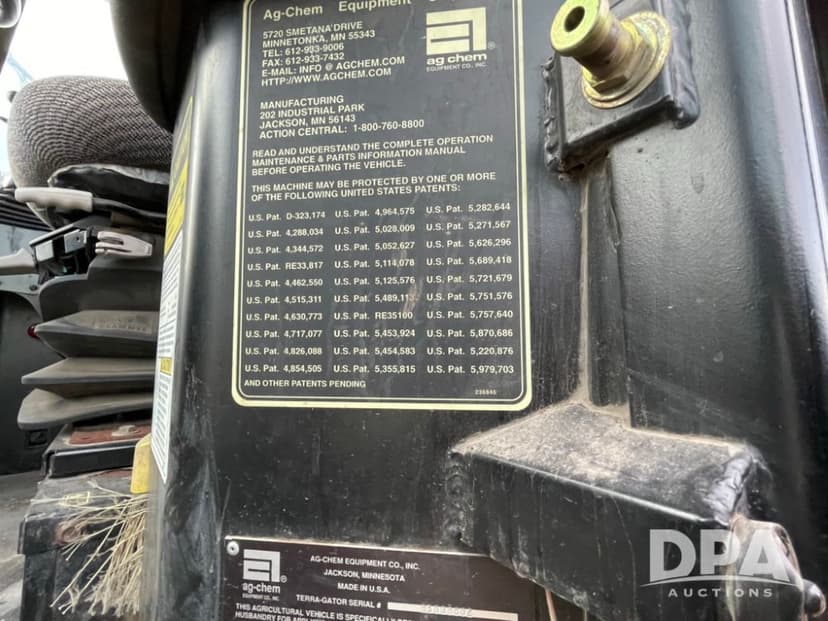 Ag-Chem Equipment
5720 SMETANA DRIVE
MINNETONKA, MN 55343
TEL: 612-933-9006
FAX: 612-933-7432
E-MAIL: INFO @ AGCHEM.COM
HTTP://WWW.AGCHEM.COM
ag chem
EQUIPMENT CO., INC.
MANUFACTURING
202 INDUSTRIAL PARK
JACKSON, MN 56143
ACTION CENTRAL: 1-800-760-8800
READ AND UNDERSTAND THE COMPLETE OPERATION
MAINTENANCE & PARTS INFORMATION MANUAL
BEFORE OPERATING THE VEHICLE.
THIS MACHINE MAY BE PROTECTED BY ONE OR MORE
OF THE FOLLOWING UNITED STATES PATENTS:
U.S. Pat. D-323,174 U.S. Pat. 4,964,575 U.S. Pat. 5,282,644
U.S. Pat. 4,288,034 U.S. Pat. 5,028,009 U.S. Pat. 5,271,567
U.S. Pat. 4,344,572 U.S. Pat. 5,052,627 U.S. Pat. 5,626,296
U.S. Pat. RE33,817 U.S. Pat. 5,114,078 U.S. Pat. 5,689,418
U.S. Pat. 4,462,550 U.S. Pat. 5,125,576 U.S. Pat. 5,721,679
U.S. Pat. 4,515,311 U.S. Pat. 5,489,113 U.S. Pat. 5,751,576
U.S. Pat. 4,630,773 U.S. Pat. RE35100 U.S. Pat. 5,757,640
U.S. Pat. 4,717,077 U.S. Pat. 5,453,924 U.S. Pat. 5,870,686
U.S. Pat. 4,826,088 U.S. Pat. 5,454,583 U.S. Pat. 5,220,876
U.S. Pat. 4,854,505 U.S. Pat. 5,355,815 U.S. Pat. 5,979,703
AND OTHER PATENTS PENDING
ag-chem
EQUIPMENT CO., INC.
AG-CHEM EQUIPMENT CO., INC.
JACKSON, MINNESOTA
MADE IN U.S.A.
TERRA-GATOR SERIAL #
THIS AGRICULTURAL VEHICLE IS SPECIFICALLY
HUSBANDRY FOR
DPA
AUCTIONS